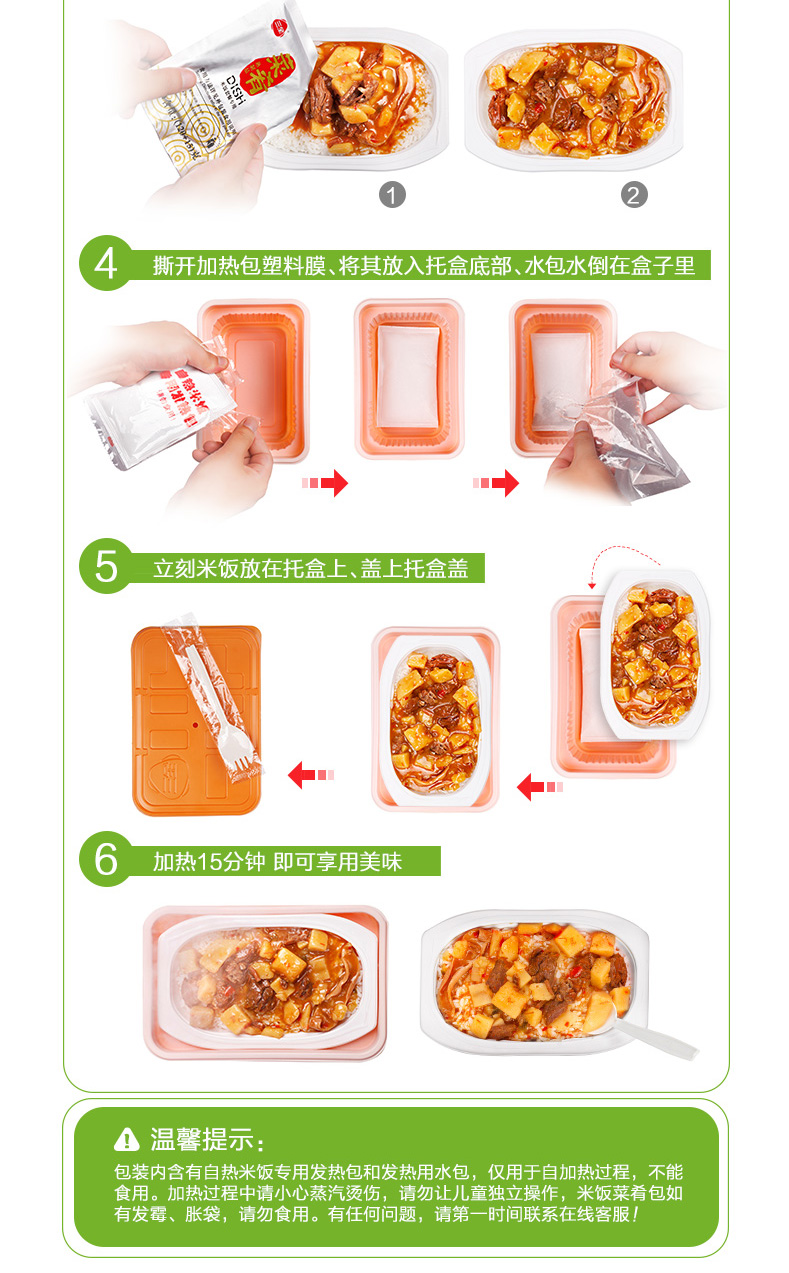 菜肴
DISH
1
2
4
撕开加热包塑料膜、将其放入托盒底部、水包水倒在盒子里
5
立刻米饭放在托盒上、盖上托盒盖
6
加热15分钟 即可享用美味
温馨提示：
包装内含有自热米饭专用发热包和发热用水包，仅用于自加热过程，不能
食用。加热过程中请小心蒸汽烫伤，请勿让儿童独立操作，米饭菜肴包如
有发霉、胀袋，请勿食用。有任何问题，请第一时间联系在线客服！